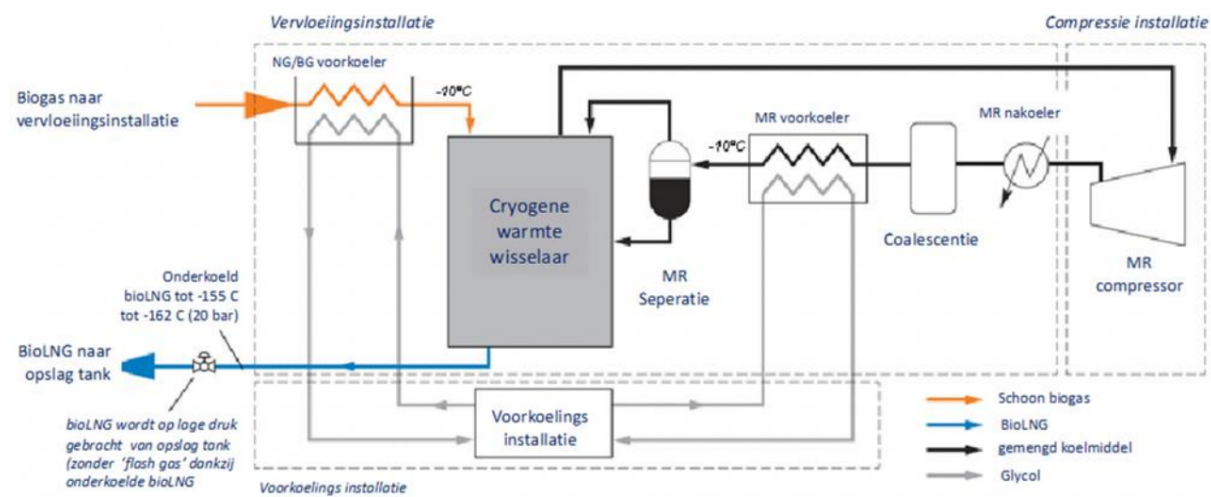 Vervloeiingsinstallatie
Compressie installatie
NG/BG voorkoeler
-10°C
Biogas naar
vervloeiingsinstallatie
MR voorkoeler
MR nakoeler
-10°C
Cryogene
warmte
wisselaar
MR
Seperatie
Coalescentie
MR
compressor
Onderkoeld
bioLNG tot -155 C
tot -162 C (20 bar)
BioLNG naar
opslag tank
bioLNG wordt op lage druk
gebracht van opslag tank
(zonder 'flash gas' dankzij
onderkoelde bioLNG
Voorkoelings
installatie
Voorkoelings installatie
Schoon biogas
BioLNG
gemengd koelmiddel
Glycol